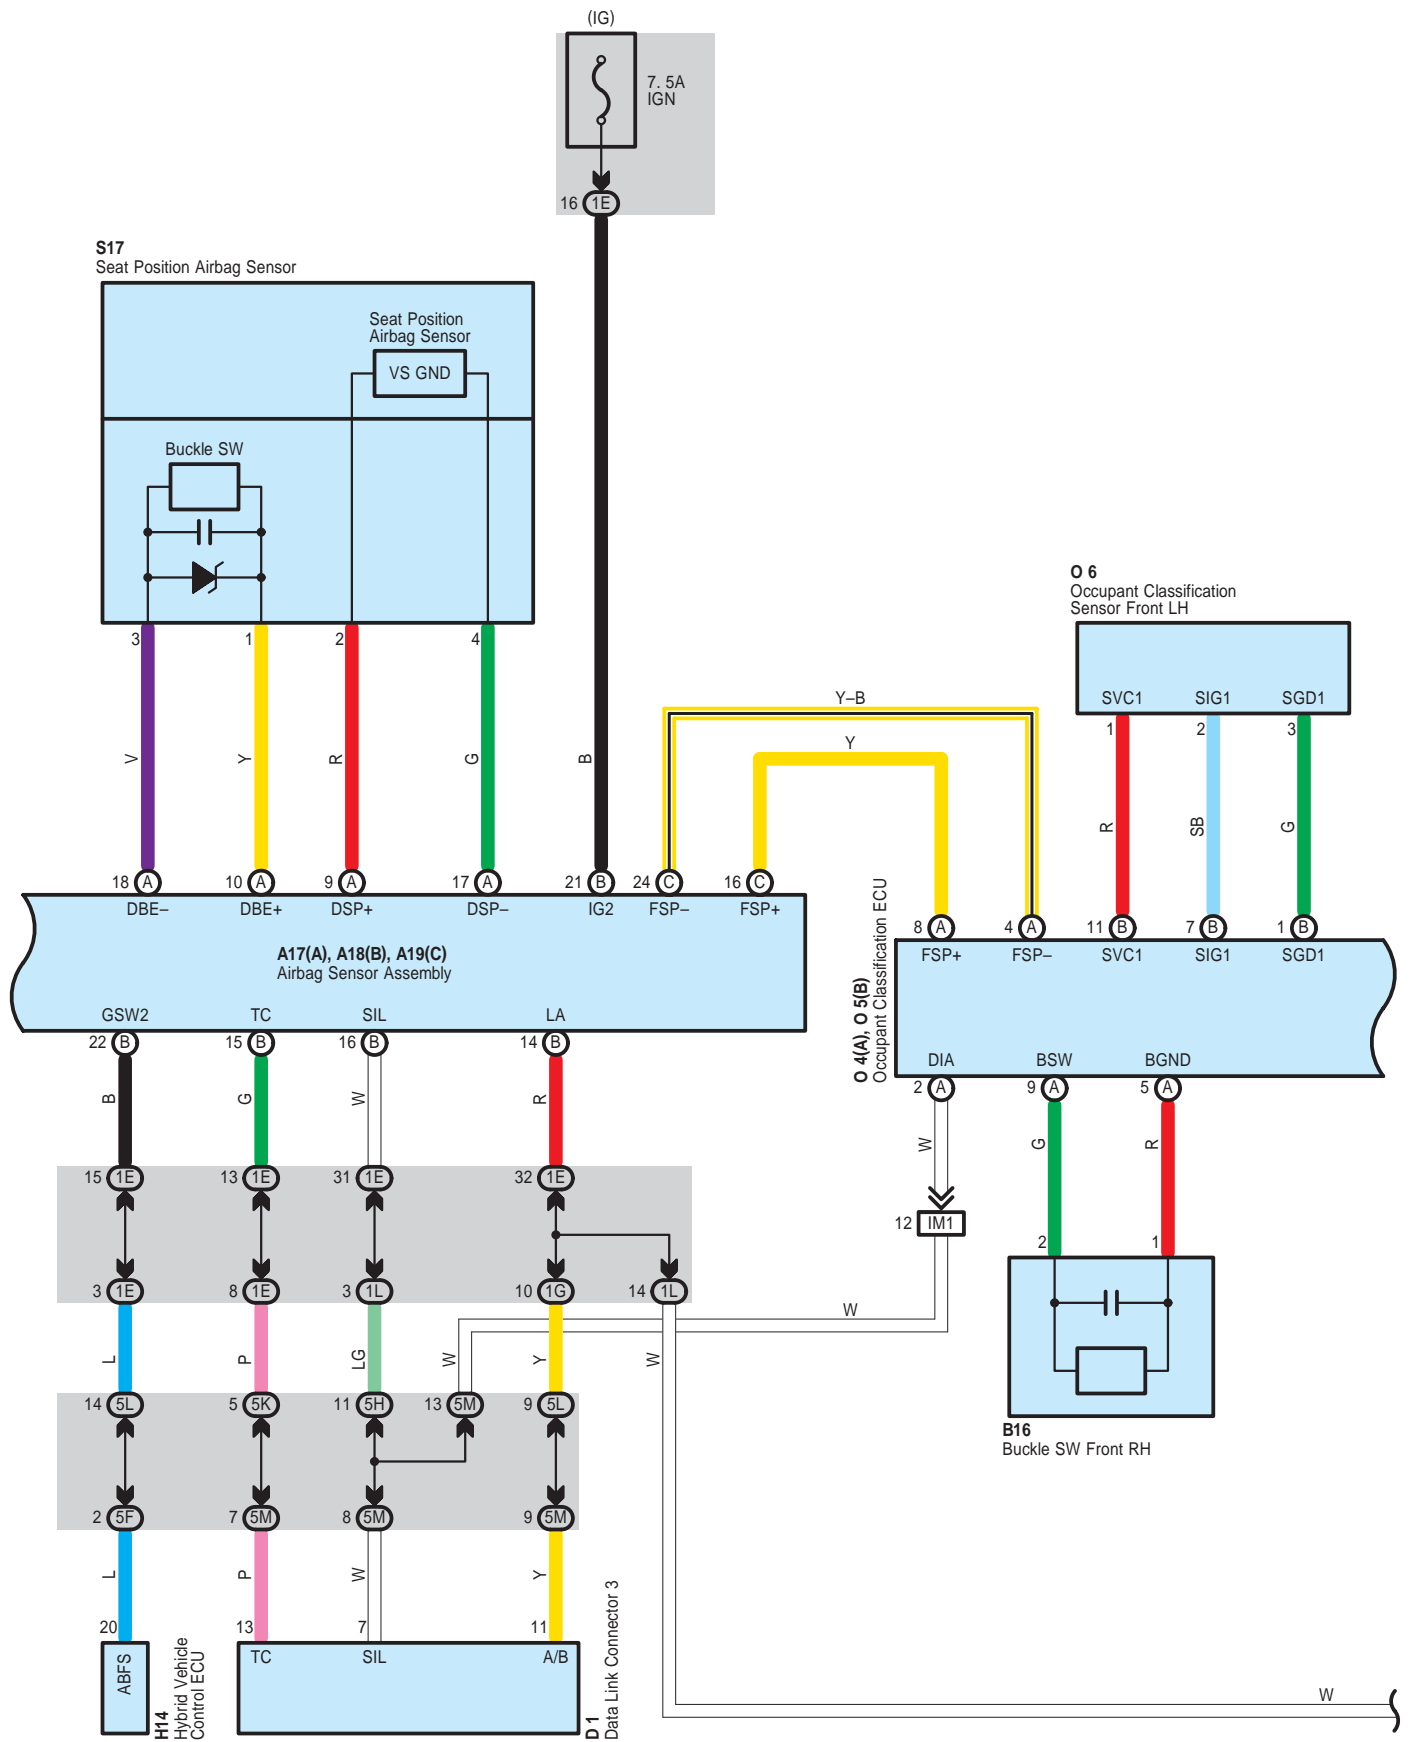 (IG)
7. 5A
IGN
16 1E
S17
Seat Position Airbag Sensor
Seat Position
Airbag Sensor
VS GND
Buckle SW
3 1 2 4
V Y R G B
Y–B
Y
O 6
Occupant Classification
Sensor Front LH
SVC1 SIG1 SGD1
1 2 3
R SB G
18 A 10 A 9 A 17 A 21 B 24 C 16 C
DBE– DBE+ DSP+ DSP– IG2 FSP– FSP+
A17(A), A18(B), A19(C)
Airbag Sensor Assembly
GSW2 TC SIL LA
22 B 15 B 16 B 14 B
8 A 4 A 11 B 7 B 1 B
FSP+ FSP– SVC1 SIG1 SGD1
O 4(A), O 5(B)
Occupant Classification ECU
DIA BSW BGND
2 A 9 A 5 A
B G W R
W G R
15 1E 13 1E 31 1E 32 1E
12 IM1
2 1
3 1E 8 1E 3 1L 10 1G 14 1L
W
L P LG W Y W
14 5L 5 5K 11 5H 13 5M 9 5L
B16
Buckle SW Front RH
2 5F 7 5M 8 5M 9 5M
L P W Y
20 13 7 11
ABFS
H14
Hybrid Vehicle
Control ECU
TC SIL A/B
D 1
Data Link Connector 3
W